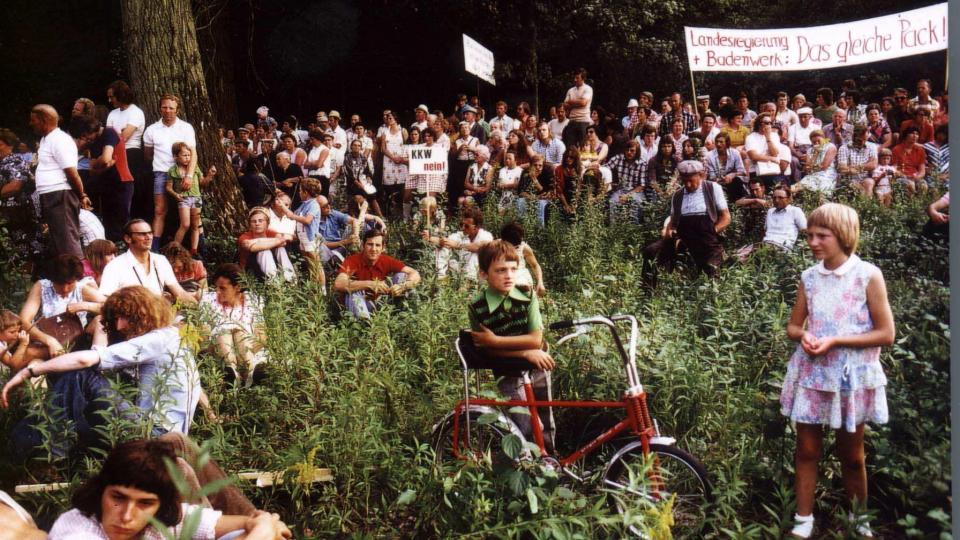 Landesregierung
+ Badenwerk: Das gleiche Pack!
KKW
nein!